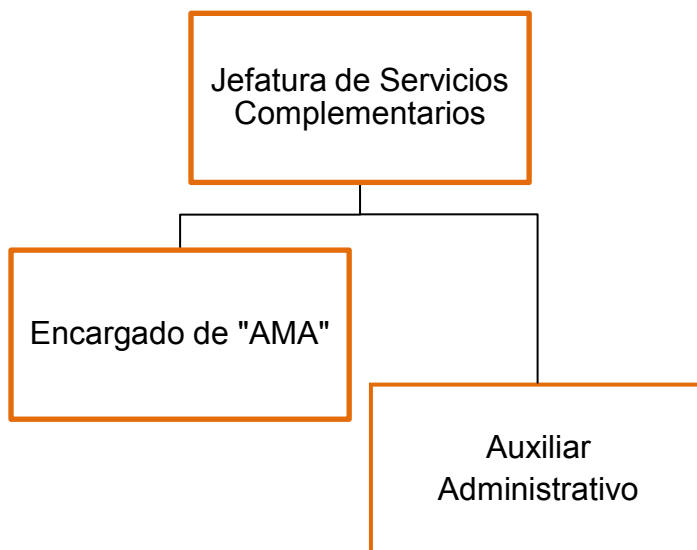 Jefatura de Servicios
Complementarios
Encargado de "AMA"
Auxiliar
Administrativo